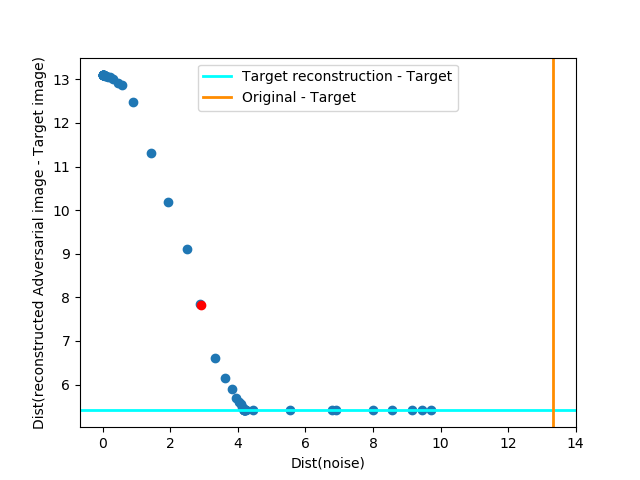 Target reconstruction - Target
Original - Target
Dist(reconstructed Adversarial image - Target image)
13
12
11
10
9
8
7
6
0 2 4 6 8 10 12 14
Dist(noise)